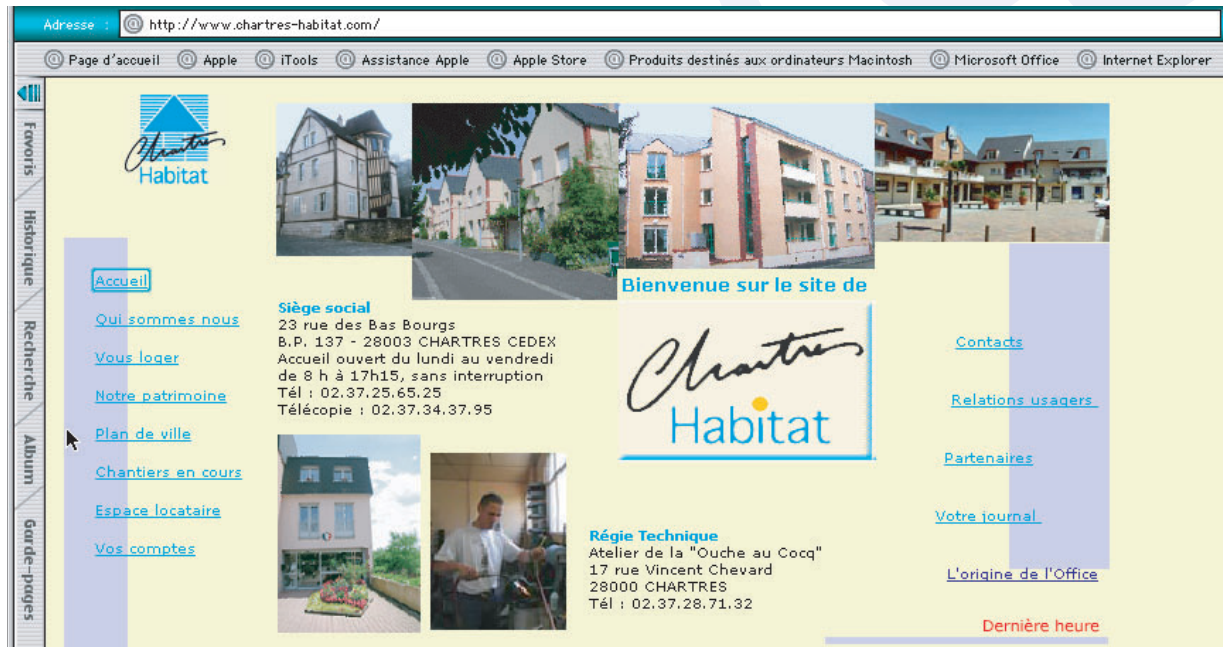 Adresse : http://www.chartres-habitat.com/
Page d'accueil Apple iTools Assistance Apple Apple Store Produits destinés aux ordinateurs Macintosh Microsoft Office Internet Explorer
Favoris
Historique
Recherche
Album
Garde-pages
Chartres
Habitat
Accueil
Qui sommes nous
Vous loger
Notre patrimoine
Plan de ville
Chantiers en cours
Espace locataire
Vos comptes
Siège social
23 rue des Bas Bourgs
B.P. 137 - 28003 CHARTRES CEDEX
Accueil ouvert du lundi au vendredi
de 8 h à 17h15, sans interruption
Tél : 02.37.25.65.25
Télécopie : 02.37.34.37.95
Bienvenue sur le site de
Chartres
Habitat
Régie Technique
Atelier de la "Ouche au Cocq"
17 rue Vincent Chevard
28000 CHARTRES
Tél : 02.37.28.71.32
Contacts
Relations usagers
Partenaires
Votre journal
L'origine de l'Office
Dernière heure